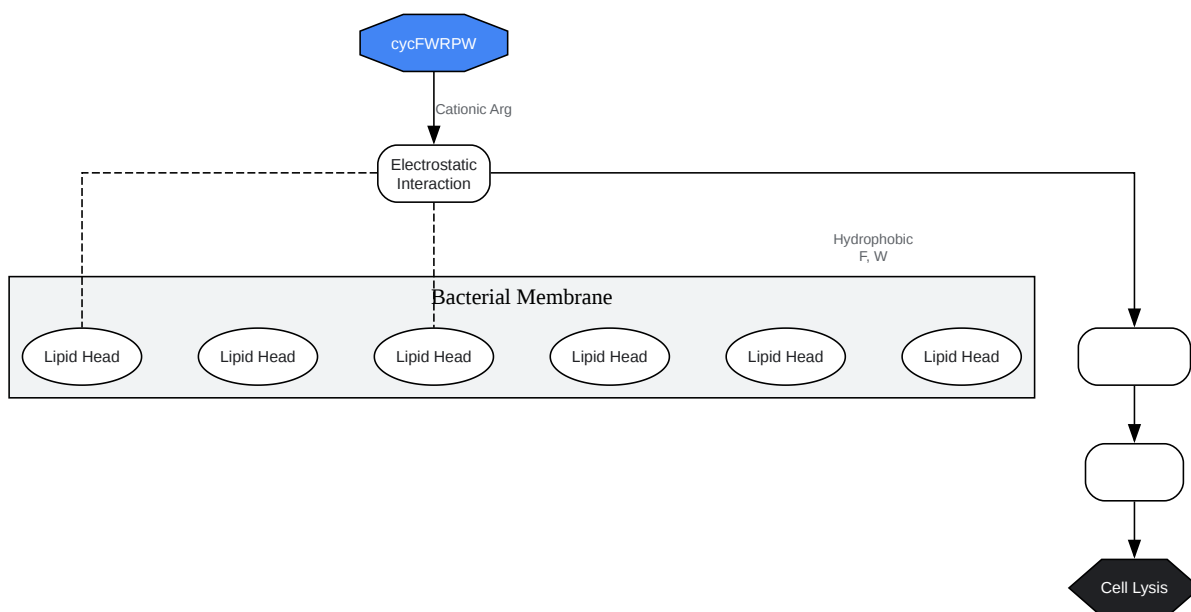 cycFWRPW
Cationic Arg
Electrostatic
Interaction
Hydrophobic
F, W
Bacterial Membrane
Lipid Head
Lipid Head
Lipid Head
Lipid Head
Lipid Head
Lipid Head
Cell Lysis